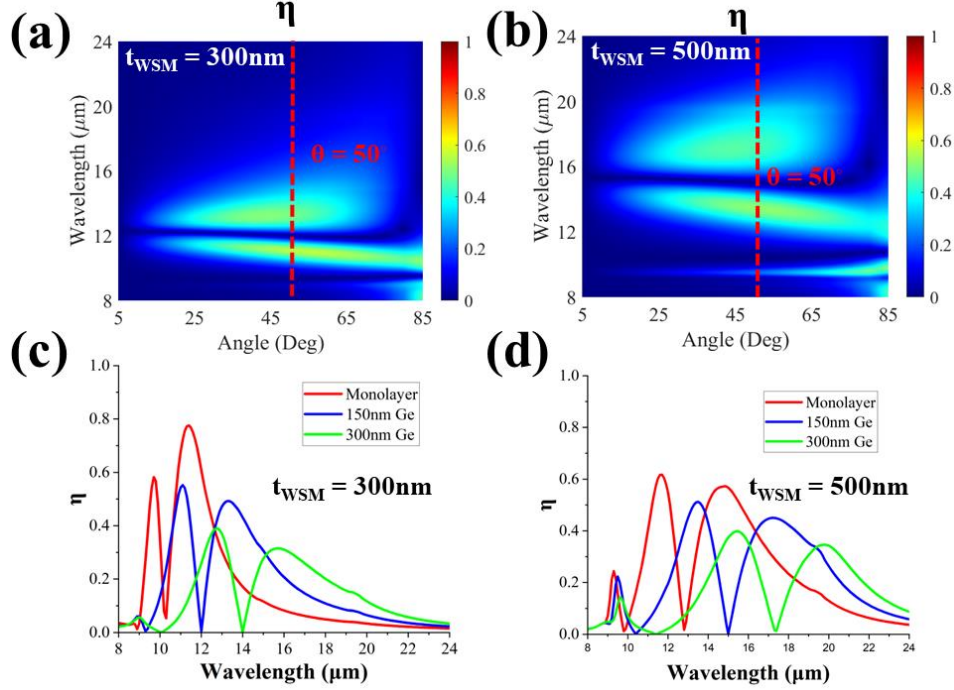 (a)
η
t_WSM = 300nm
θ = 50°
24
20
16
12
8
Wavelength (μm)
5 25 45 65 85
Angle (Deg)
1
0.8
0.6
0.4
0.2
0
(b)
η
t_WSM = 500nm
θ = 50°
24
20
16
12
8
Wavelength (μm)
5 25 45 65 85
Angle (Deg)
1
0.8
0.6
0.4
0.2
0
(c)
1.0
0.8
0.6
0.4
0.2
0.0
η
Monolayer
150nm Ge
300nm Ge
t_WSM = 300nm
8 10 12 14 16 18 20 22 24
Wavelength (μm)
(d)
1.0
0.8
0.6
0.4
0.2
0.0
η
Monolayer
150nm Ge
300nm Ge
t_WSM = 500nm
8 10 12 14 16 18 20 22 24
Wavelength (μm)